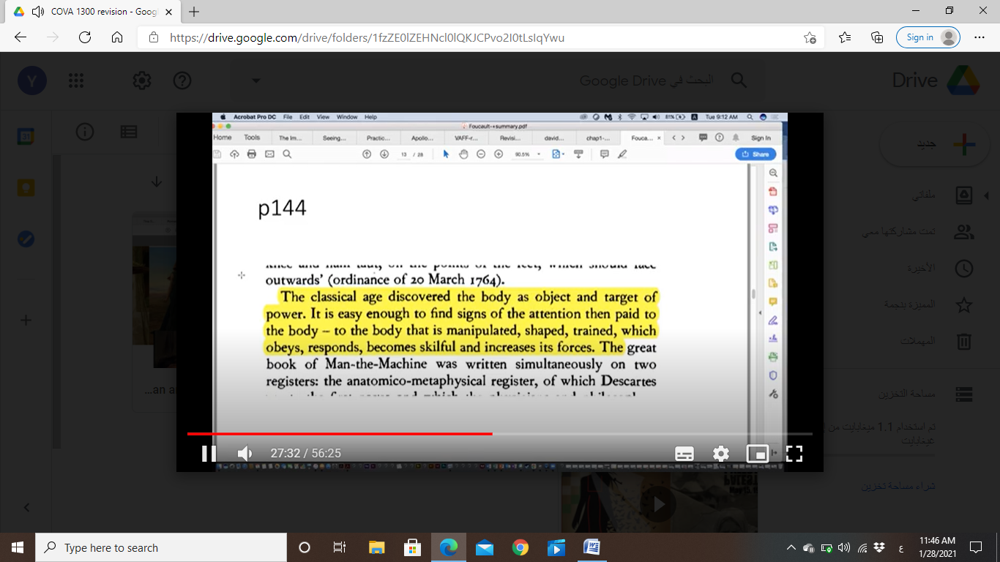 COVA 1300 revision - Goog
https://drive.google.com/drive/folders/1fzZE0lZEHNcl0lQKJCPvo2I0tLsIqYwu
Sign in
Y
البحث في Google Drive
Drive
جديد
ملفاتي
تمت مشاركتها معي
الأخيرة
المميزة بنجمة
المهملات
مساحة التخزين
تم استخدام 1.1 ميغابايت من
غيغابايت
شراء مساحة تخزين
...an a
Acrobat Pro DC File Edit View Window Help
81% Tue 9:12 AM
Foucault-+summary.pdf
Home Tools The Im... Seeing... Practic... Apollo... VAFF-r... Revisi... david... chap1-... Fouca... Sign In
13 / 28 90.5% Share
p144
outwards' (ordinance of 20 March 1764).
The classical age discovered the body as object and target of
power. It is easy enough to find signs of the attention then paid to
the body – to the body that is manipulated, shaped, trained, which
obeys, responds, becomes skilful and increases its forces. The great
book of Man-the-Machine was written simultaneously on two
registers: the anatomico-metaphysical register, of which Descartes
27:32 / 56:25
Type here to search
ع
11:46 AM
1/28/2021